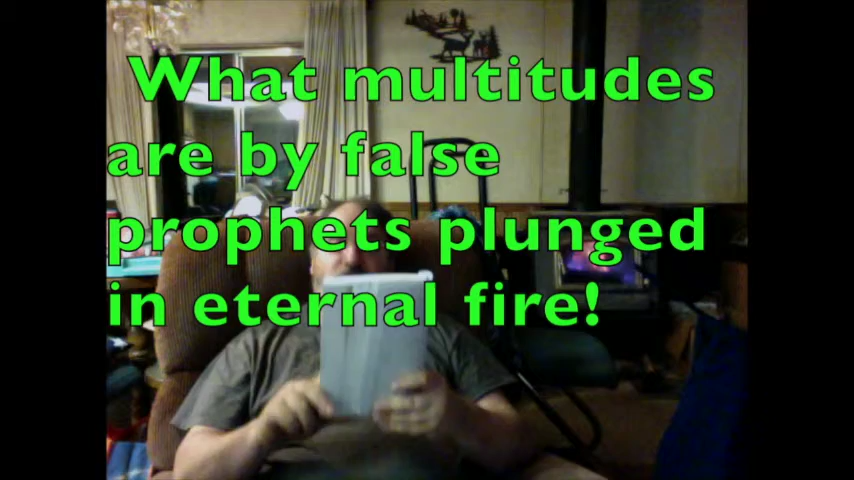 What multitudes
are by false
prophets plunged
in eternal fire!